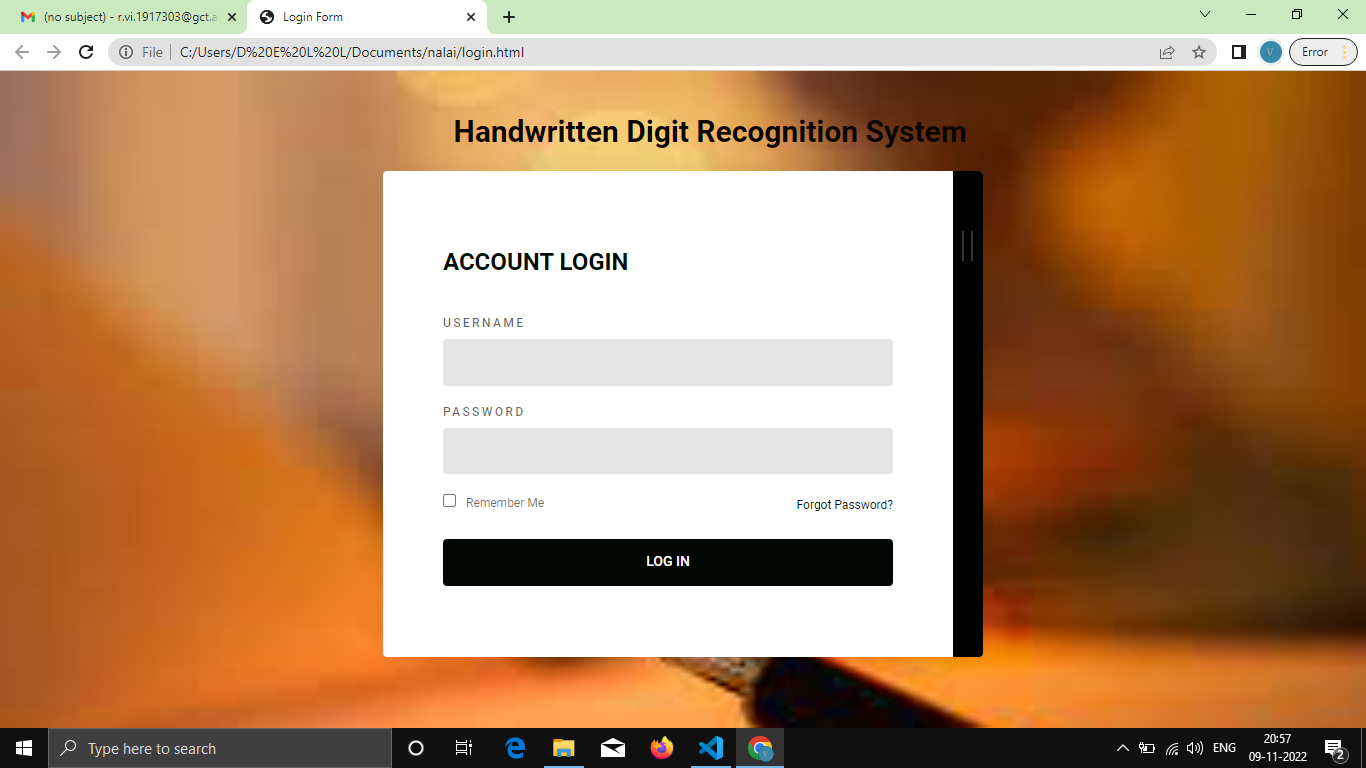 (no subject) - r.vi.1917303@gct.a
Login Form
File
C:/Users/D%20E%20L%20L/Documents/nalai/login.html
V
Error
Handwritten Digit Recognition System
ACCOUNT LOGIN
USERNAME
PASSWORD
Remember Me
Forgot Password?
LOG IN
Type here to search
ENG
20:57
09-11-2022
2